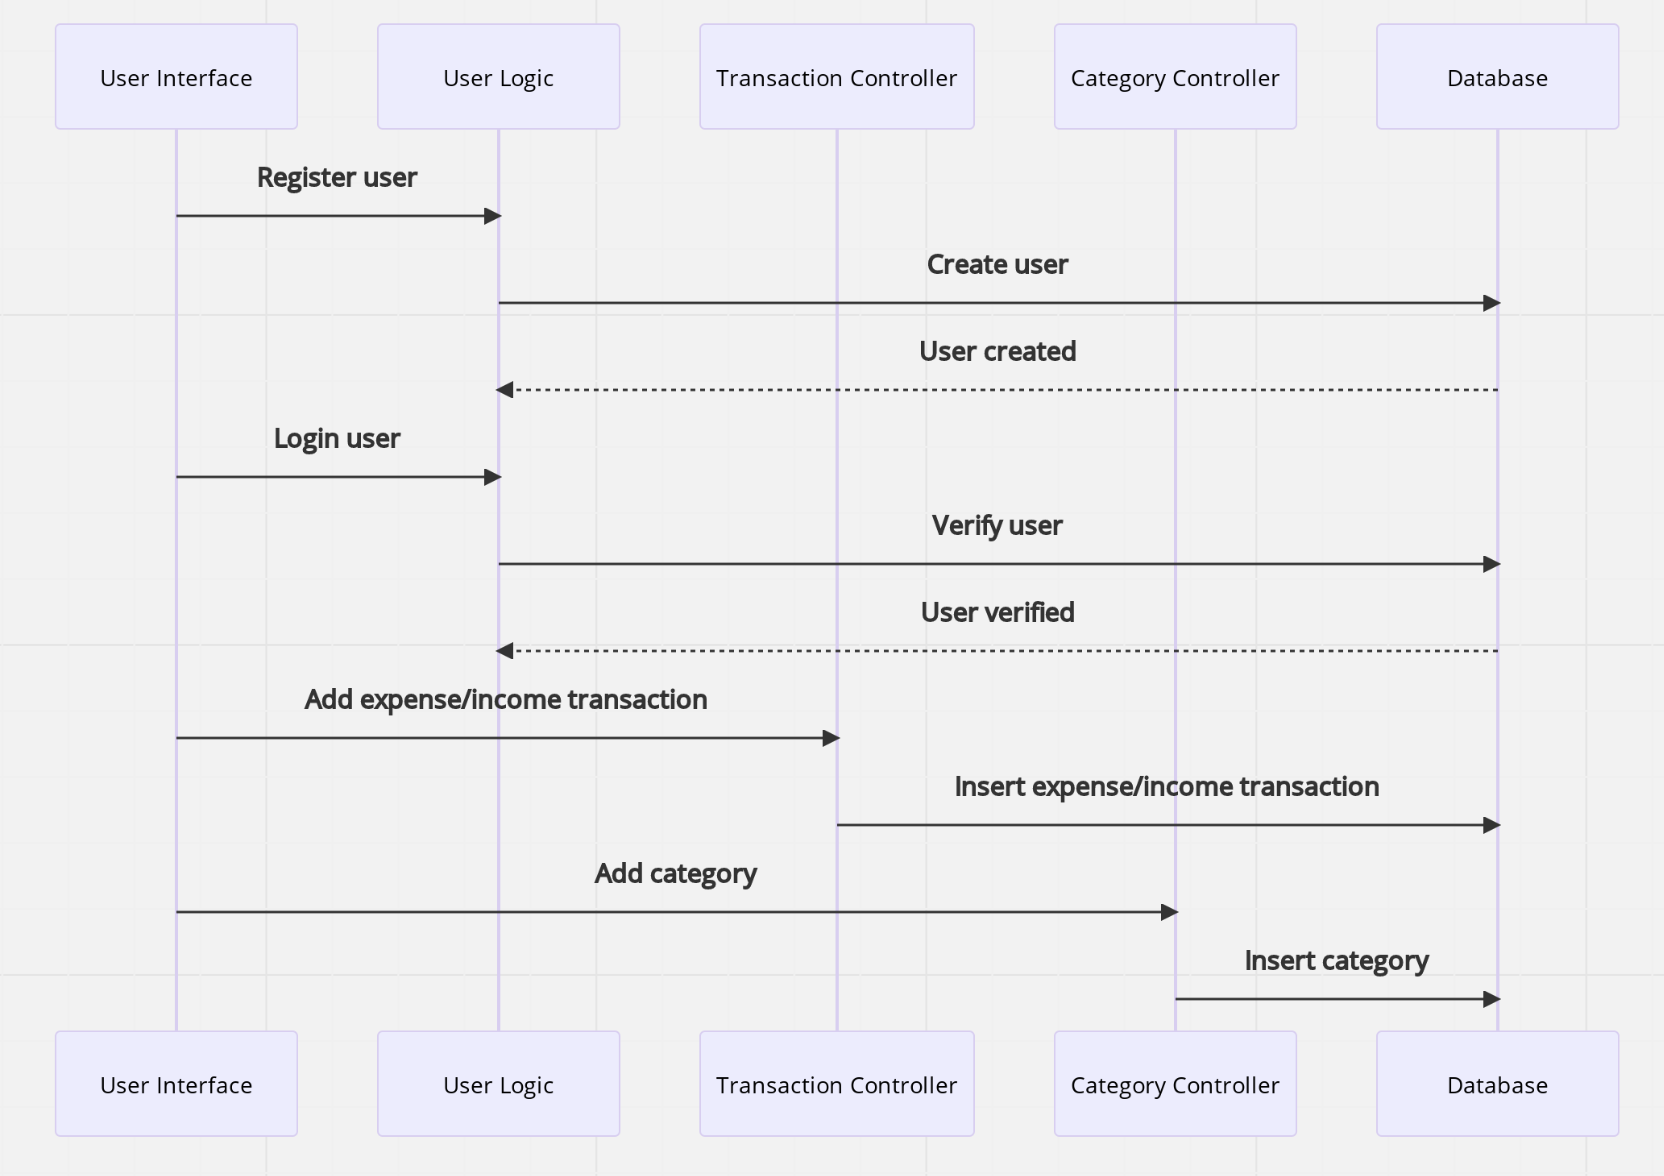 User Interface
User Logic
Transaction Controller
Category Controller
Database
Register user
Create user
User created
Login user
Verify user
User verified
Add expense/income transaction
Insert expense/income transaction
Add category
Insert category
User Interface
User Logic
Transaction Controller
Category Controller
Database